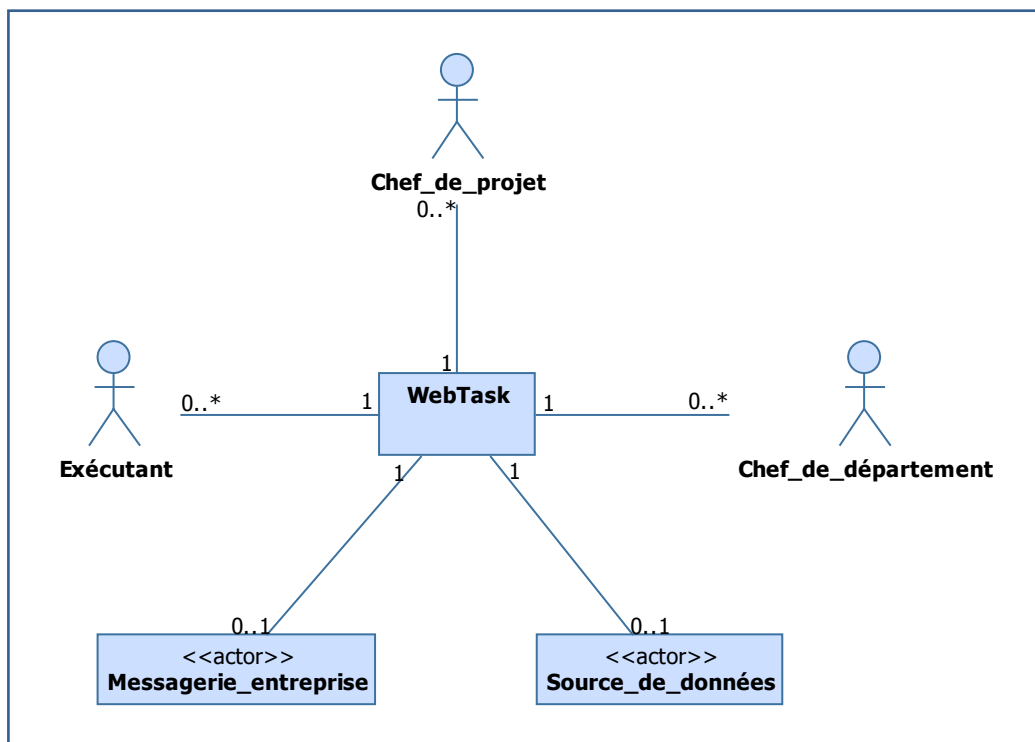 Chef_de_projet
0..*
1
WebTask
0..*
1
1
0..*
Exécutant
Chef_de_département
1
1
0..1
0..1
<<actor>>
Messagerie_entreprise
<<actor>>
Source_de_données